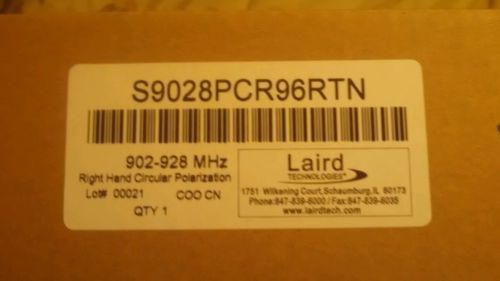 S9028PCR96RTN
902-928 MHz
Right Hand Circular Polarization
Lot# 00021 COO CN
QTY 1
Laird
TECHNOLOGIES®
1751 Wilkening Court, Schaumburg, IL 60173
Phone:847-839-6000 / Fax:847-839-6035
www.lairdtech.com